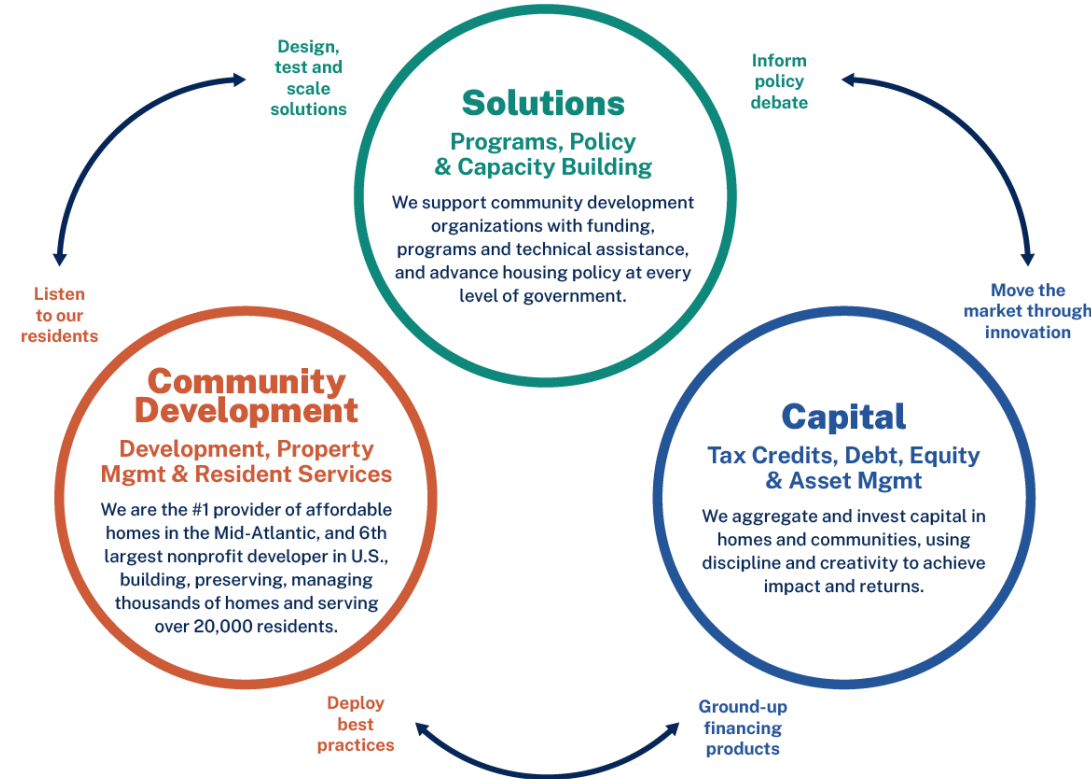 Design,
test and
scale
solutions
Inform
policy
debate
Solutions
Programs, Policy
& Capacity Building
We support community development
organizations with funding,
programs and technical assistance,
and advance housing policy at every
level of government.
Listen
to our
residents
Move the
market through
innovation
Community
Development
Development, Property
Mgmt & Resident Services
We are the #1 provider of affordable
homes in the Mid-Atlantic, and 6th
largest nonprofit developer in U.S.,
building, preserving, managing
thousands of homes and serving
over 20,000 residents.
Capital
Tax Credits, Debt, Equity
& Asset Mgmt
We aggregate and invest capital in
homes and communities, using
discipline and creativity to achieve
impact and returns.
Deploy
best
practices
Ground-up
financing
products